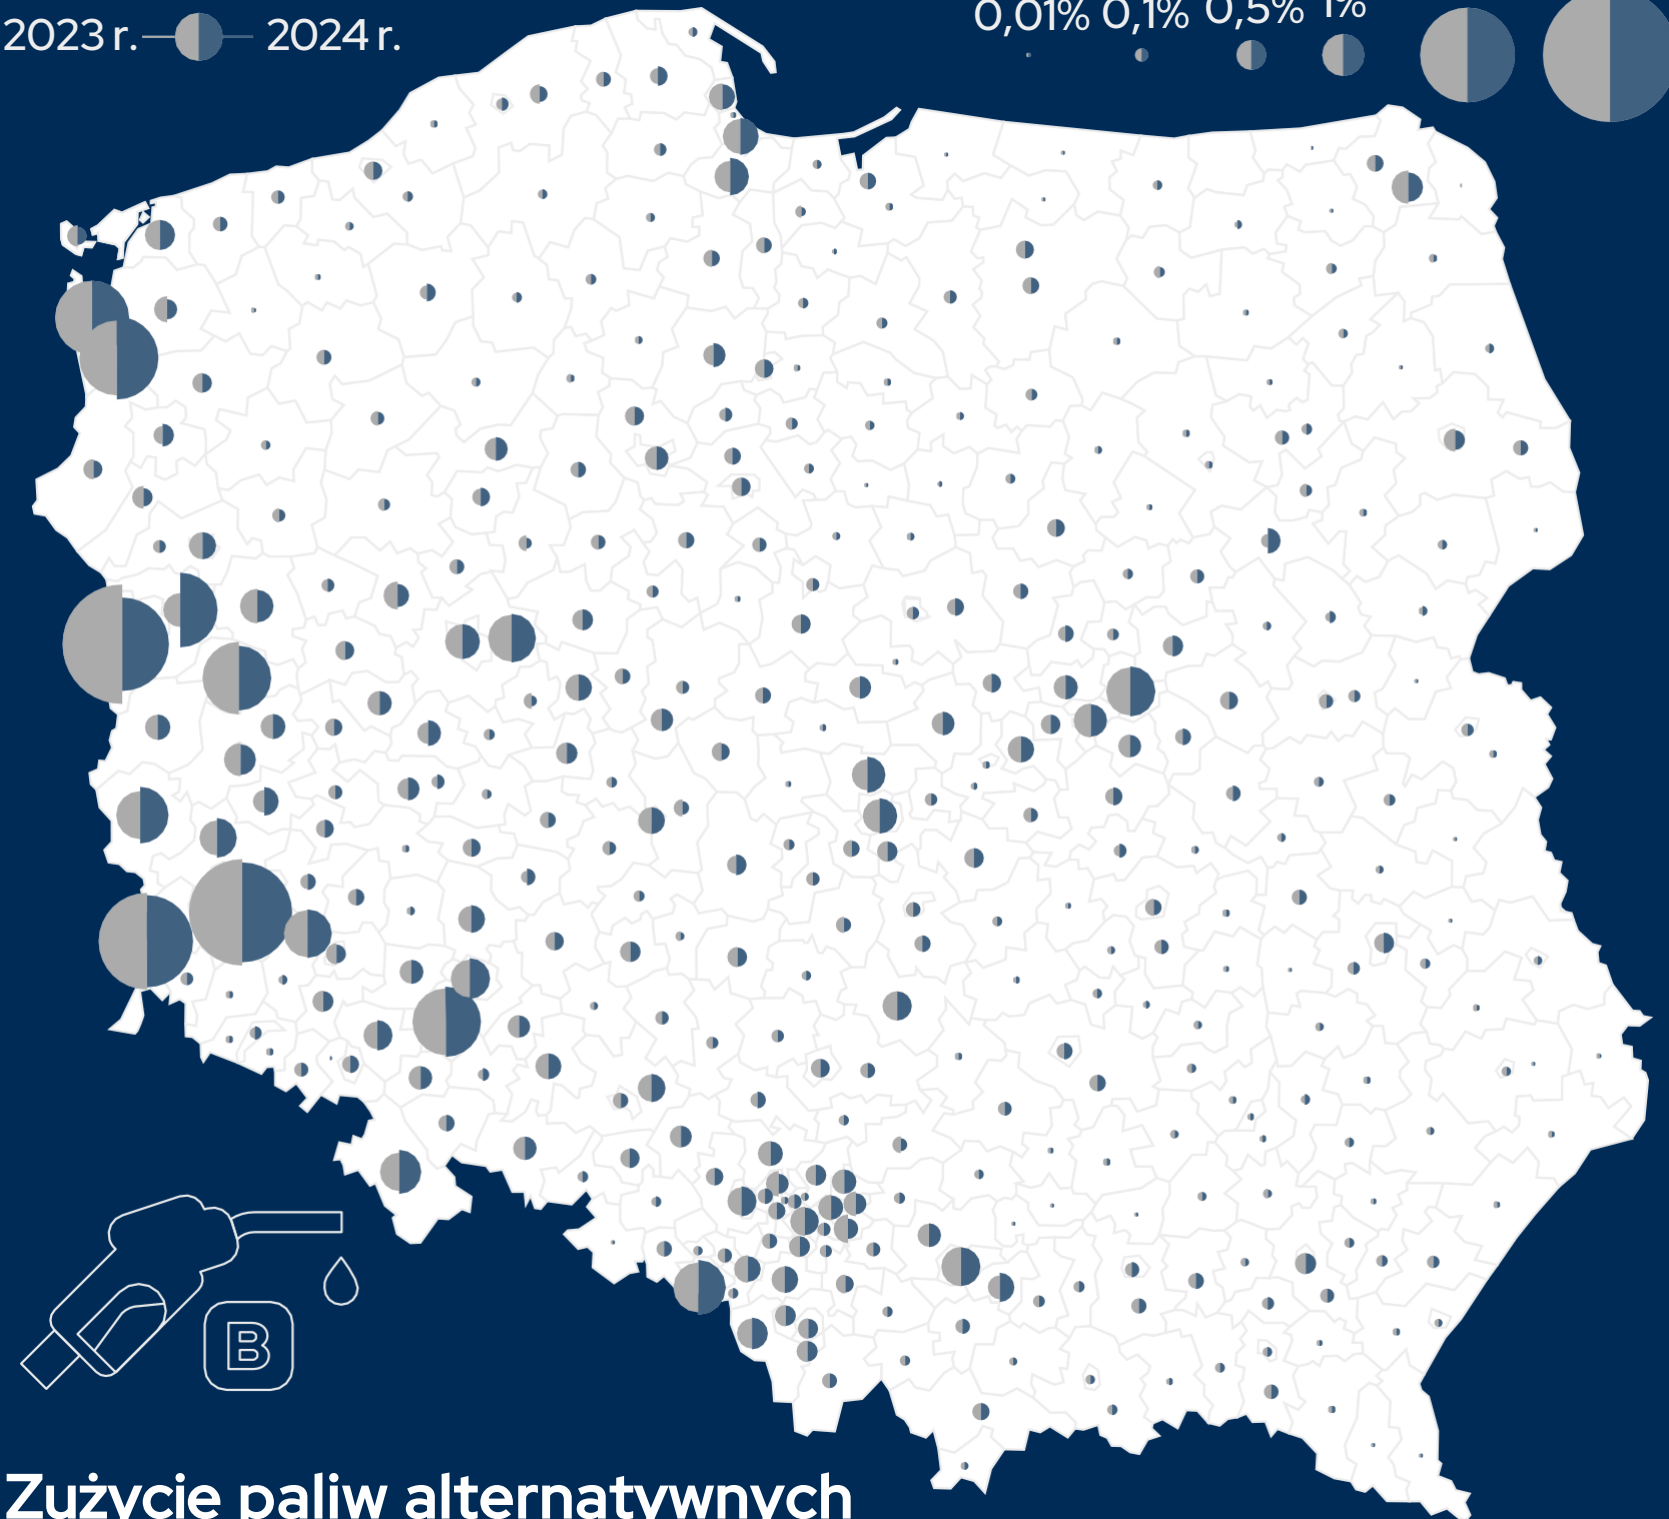 2023 r. 2024 r.
0,01% 0,1% 0,5% 1%
B
Zużycie paliw alternatywnych